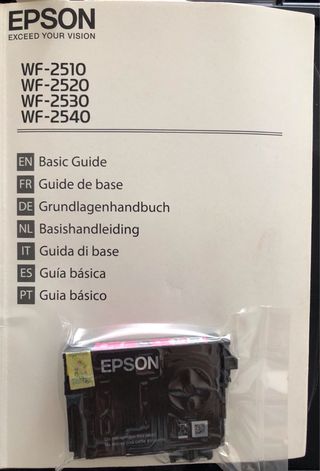 EPSON
EXCEED YOUR VISION
WF-2510
WF-2520
WF-2530
WF-2540
EN Basic Guide
FR Guide de base
DE Grundlagenhandbuch
NL Basishandleiding
IT Guida di base
ES Guía básica
PT Guia básico
EPSON